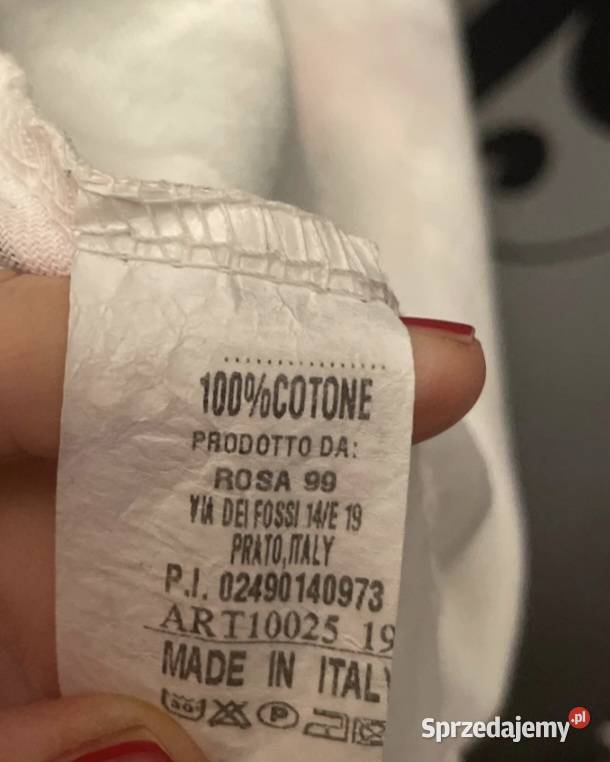 100%COTONE
PRODOTTO DA:
ROSA 99
VIA DEI FOSSI 14/E 19
PRATO,ITALY
P.I. 02490140973
ART10025 19
MADE IN ITALY
P
Sprzedajemy.pl